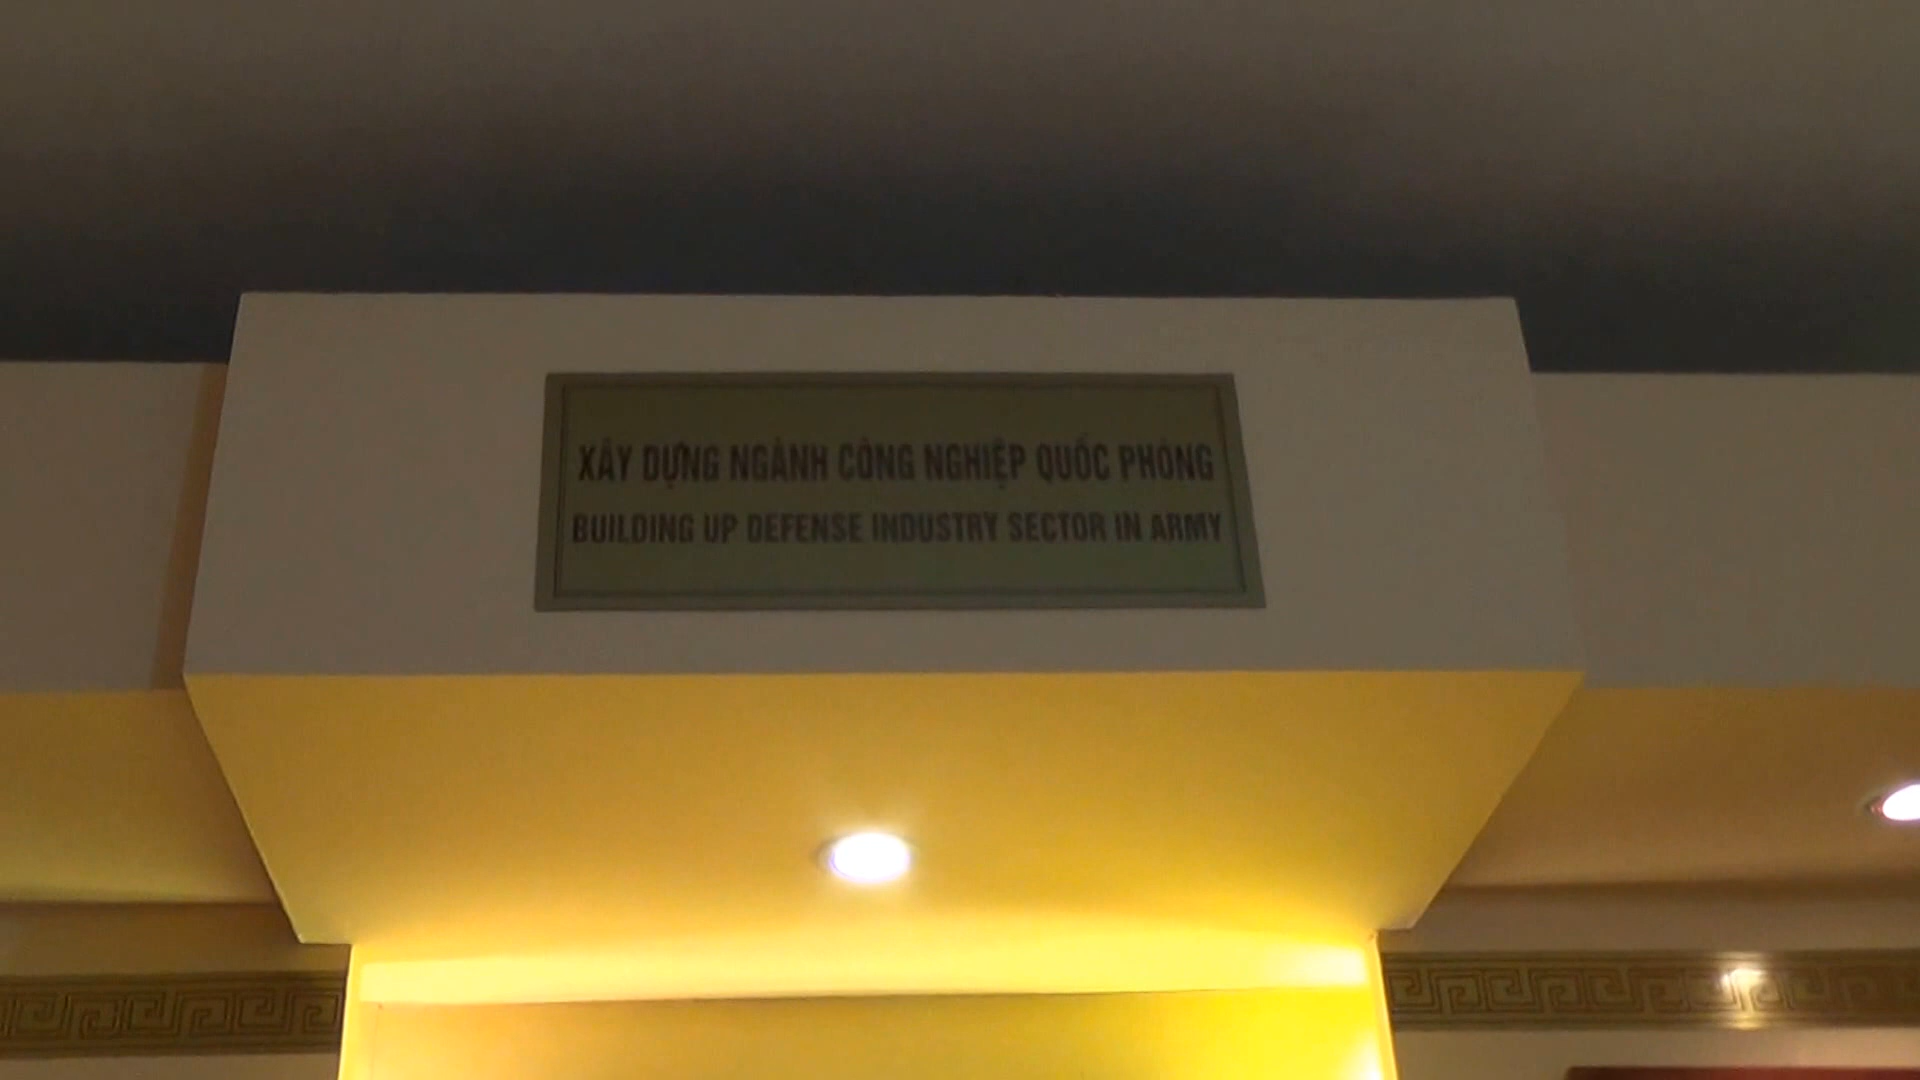 XÂY DỰNG NGÀNH CÔNG NGHIỆP QUỐC PHÒNG
BUILDING UP DEFENSE INDUSTRY SECTOR IN ARMY